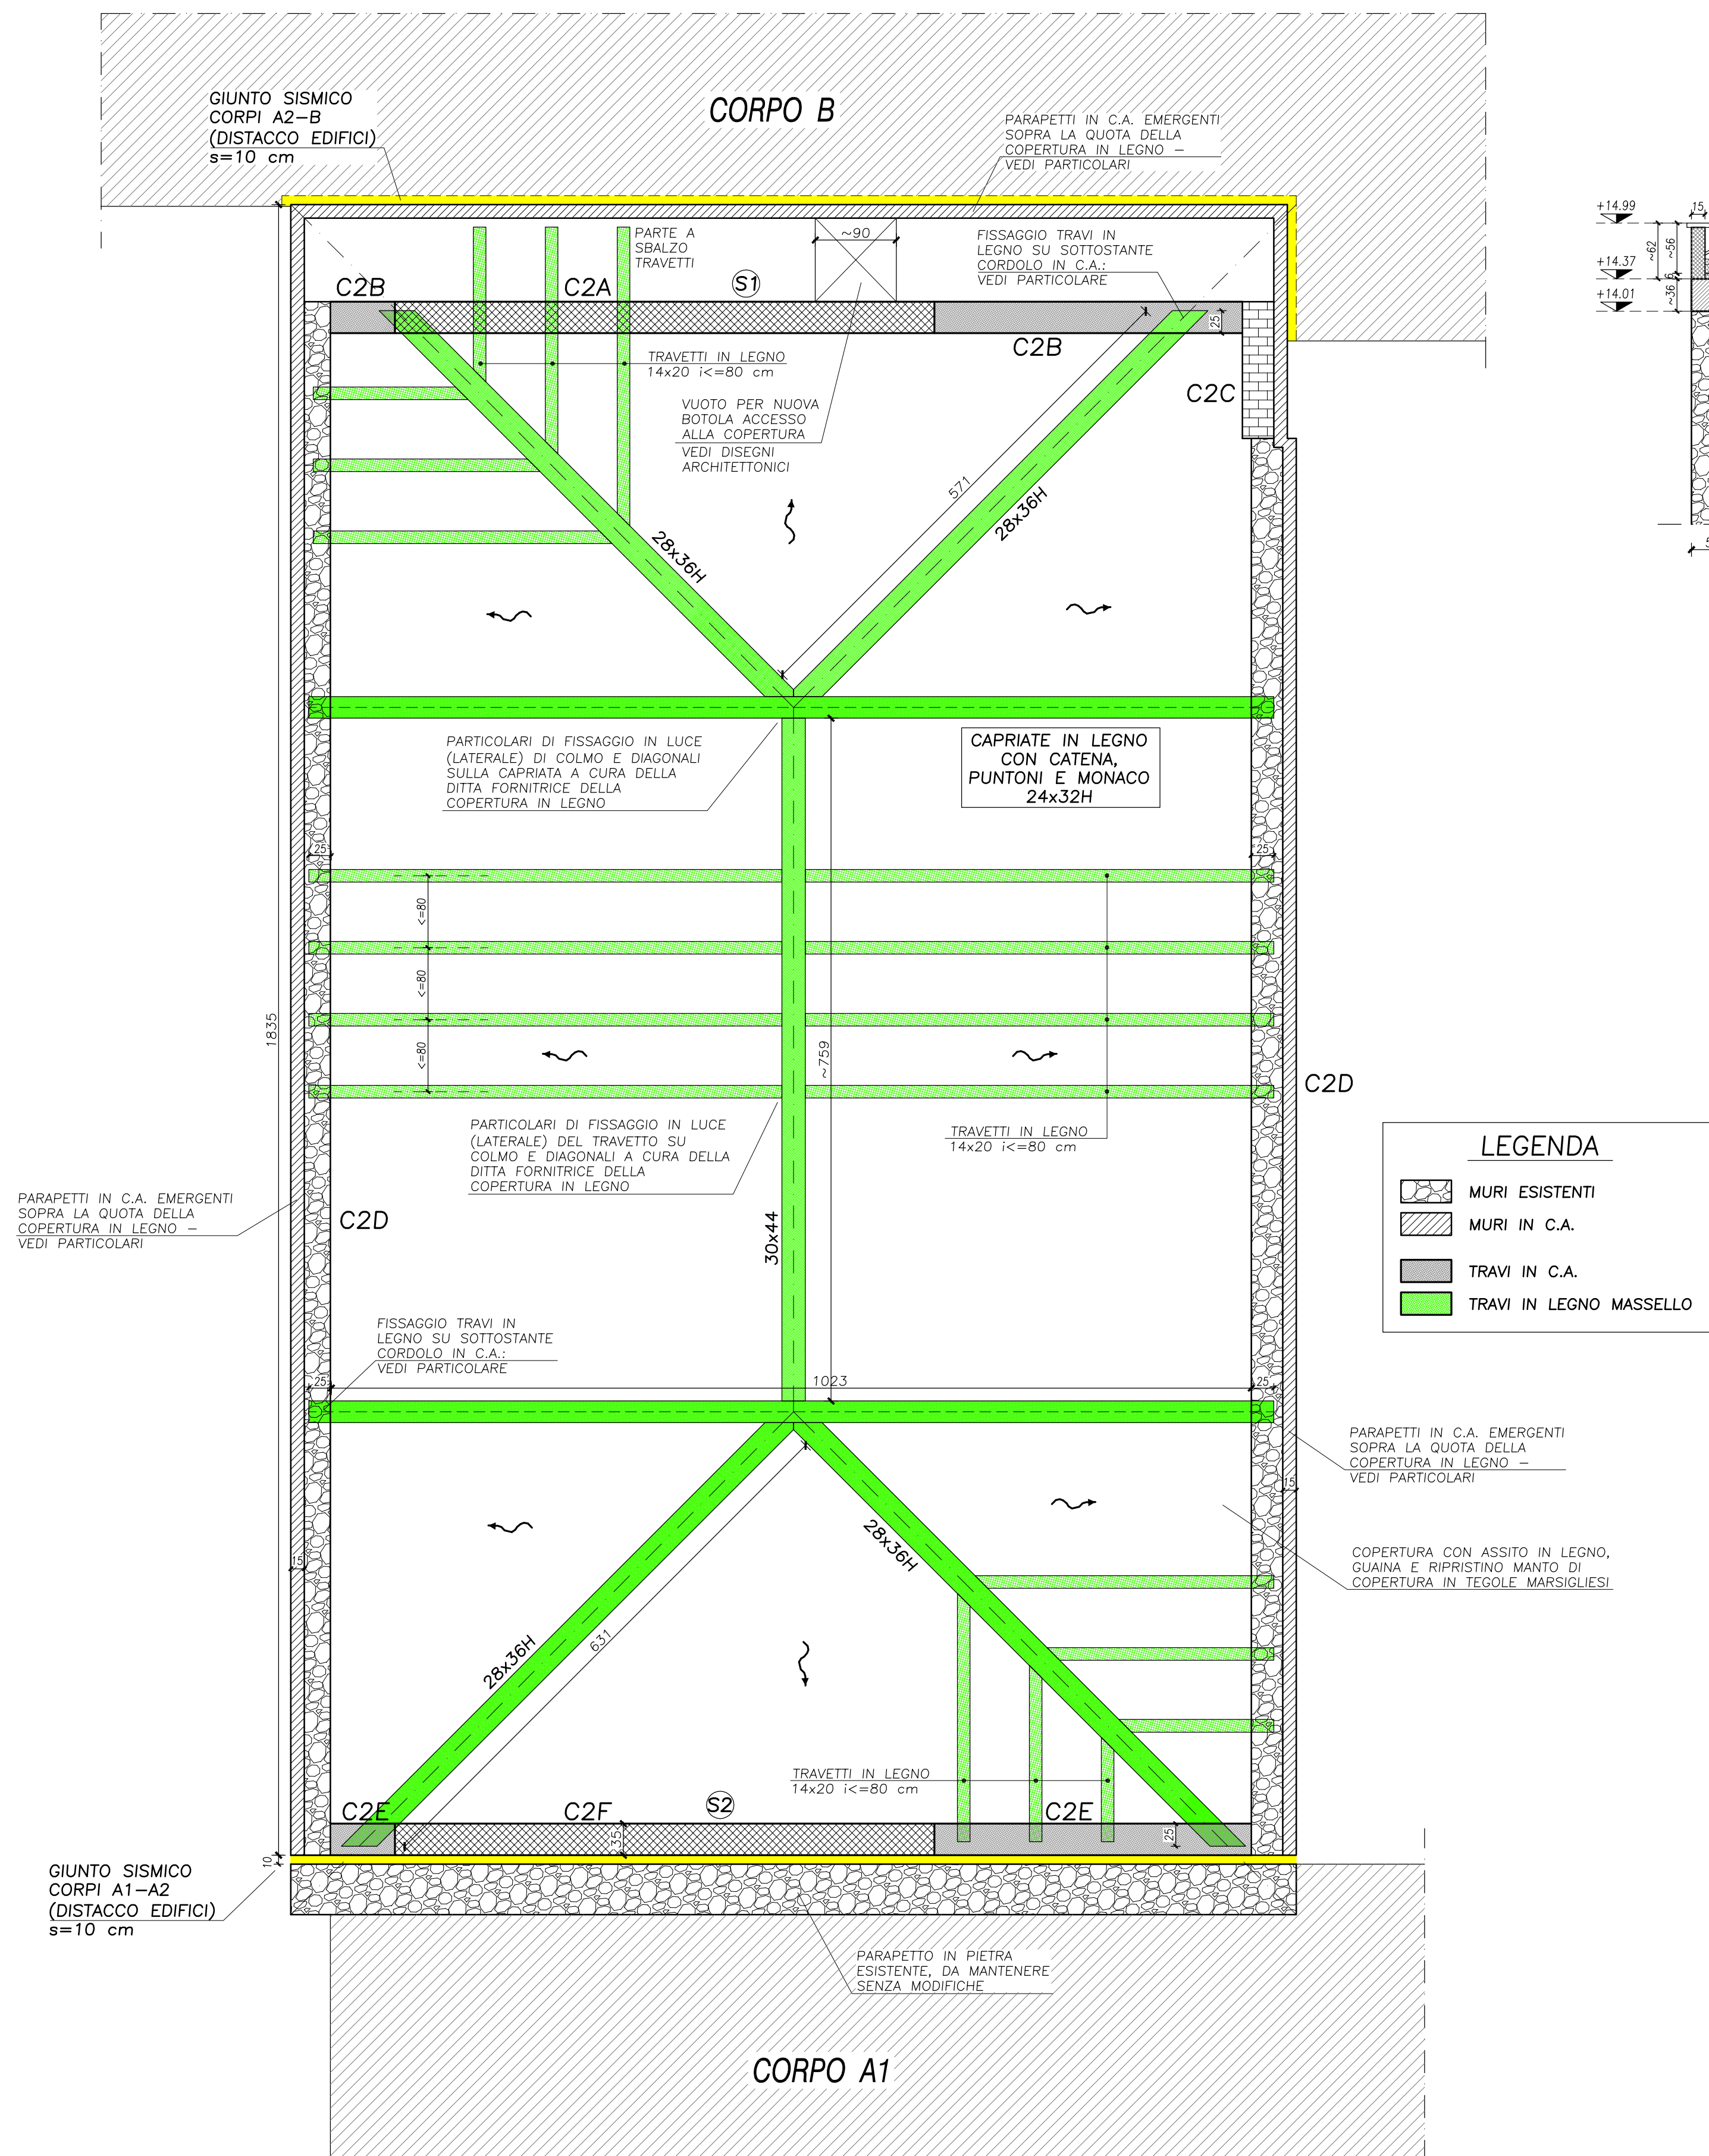 GIUNTO SISMICO
CORPI A2-B
(DISTACCO EDIFICI)
s=10 cm
CORPO B
PARAPETTI IN C.A. EMERGENTI
SOPRA LA QUOTA DELLA
COPERTURA IN LEGNO -
VEDI PARTICOLARI
+14.99
+14.37
+14.01
15
~62
~56
6
~36
PARTE A
SBALZO
TRAVETTI
~90
FISSAGGIO TRAVI IN
LEGNO SU SOTTOSTANTE
CORDOLO IN C.A.:
VEDI PARTICOLARE
C2B
C2A
S1
25
C2B
C2C
TRAVETTI IN LEGNO
14x20 i<=80 cm
VUOTO PER NUOVA
BOTOLA ACCESSO
ALLA COPERTURA
VEDI DISEGNI
ARCHITETTONICI
571
28x36H
28x36H
PARTICOLARI DI FISSAGGIO IN LUCE
(LATERALE) DI COLMO E DIAGONALI
SULLA CAPRIATA A CURA DELLA
DITTA FORNITRICE DELLA
COPERTURA IN LEGNO
CAPRIATE IN LEGNO
CON CATENA,
PUNTONI E MONACO
24x32H
25
25
<=80
<=80
<=80
1835
~759
C2D
PARTICOLARI DI FISSAGGIO IN LUCE
(LATERALE) DEL TRAVETTO SU
COLMO E DIAGONALI A CURA DELLA
DITTA FORNITRICE DELLA
COPERTURA IN LEGNO
TRAVETTI IN LEGNO
14x20 i<=80 cm
LEGENDA
MURI ESISTENTI
MURI IN C.A.
TRAVI IN C.A.
TRAVI IN LEGNO MASSELLO
PARAPETTI IN C.A. EMERGENTI
SOPRA LA QUOTA DELLA
COPERTURA IN LEGNO -
VEDI PARTICOLARI
C2D
30x44
FISSAGGIO TRAVI IN
LEGNO SU SOTTOSTANTE
CORDOLO IN C.A.:
VEDI PARTICOLARE
25
1023
25
PARAPETTI IN C.A. EMERGENTI
SOPRA LA QUOTA DELLA
COPERTURA IN LEGNO -
VEDI PARTICOLARI
15
15
28x36H
COPERTURA CON ASSITO IN LEGNO,
GUAINA E RIPRISTINO MANTO DI
COPERTURA IN TEGOLE MARSIGLIESI
28x36H
631
TRAVETTI IN LEGNO
14x20 i<=80 cm
C2E
C2F
S2
C2E
35
25
10
GIUNTO SISMICO
CORPI A1-A2
(DISTACCO EDIFICI)
s=10 cm
PARAPETTO IN PIETRA
ESISTENTE, DA MANTENERE
SENZA MODIFICHE
CORPO A1